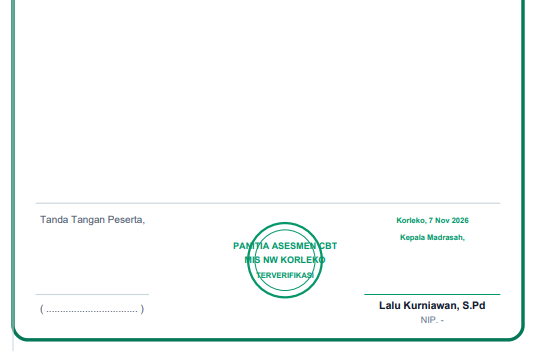 Tanda Tangan Peserta,
( .................................. )
PANITIA ASESMEN CBT
MIS NW KORLEKO
TERVERIFIKASI
Korleko, 7 Nov 2026
Kepala Madrasah,
Lalu Kurniawan, S.Pd
NIP. -